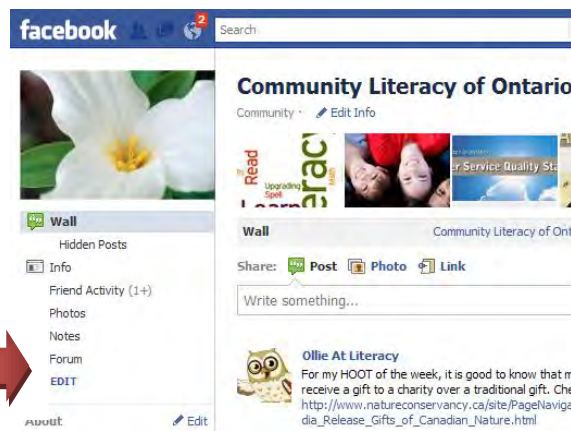 facebook
2
Search
Community Literacy of Ontario
Community · Edit Info
Read
Upgrading
Spell
Math
Learn
eracy
er Service Quality Sta
Wall
Hidden Posts
Info
Friend Activity (1+)
Photos
Notes
Forum
EDIT
About
Edit
Wall
Community Literacy of Ont
Share: Post Photo Link
Write something...
Ollie At Literacy
For my HOOT of the week, it is good to know that m
receive a gift to a charity over a traditional gift. Che
http://www.natureconservancy.ca/site/PageNaviga
dia_Release_Gifts_of_Canadian_Nature.html